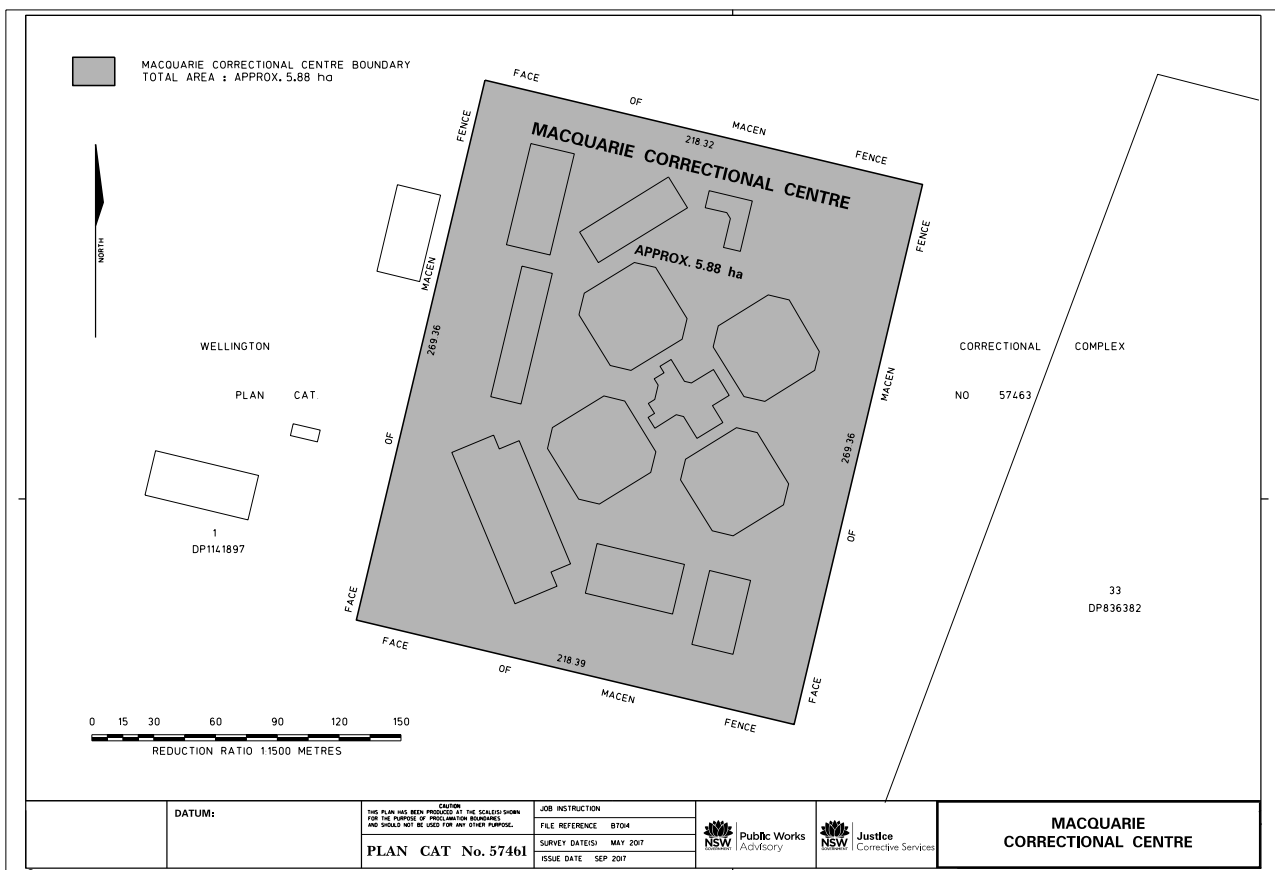 MACQUARIE CORRECTIONAL CENTRE BOUNDARY
TOTAL AREA : APPROX. 5.88 ha
FACE OF MACEN FENCE
218.32
MACQUARIE CORRECTIONAL CENTRE
APPROX. 5.88 ha
FENCE
MACEN
269.36
OF
FACE
FENCE
MACEN
269.36
OF
FACE
NORTH
WELLINGTON CORRECTIONAL COMPLEX
PLAN CAT. NO 57463
1
DP1141897
33
DP836382
218.39
FACE OF MACEN FENCE
0 15 30 60 90 120 150
REDUCTION RATIO 1:1500 METRES
DATUM:
CAUTION
THIS PLAN HAS BEEN PRODUCED AT THE SCALE(S) SHOWN
FOR THE PURPOSE OF PROCLAMATION BOUNDARIES
AND SHOULD NOT BE USED FOR ANY OTHER PURPOSE.
PLAN CAT No. 57461
JOB INSTRUCTION
FILE REFERENCE B7014
SURVEY DATE(S) MAY 2017
ISSUE DATE SEP 2017
NSW
GOVERNMENT
Public Works
Advisory
NSW
GOVERNMENT
Justice
Corrective Services
MACQUARIE
CORRECTIONAL CENTRE